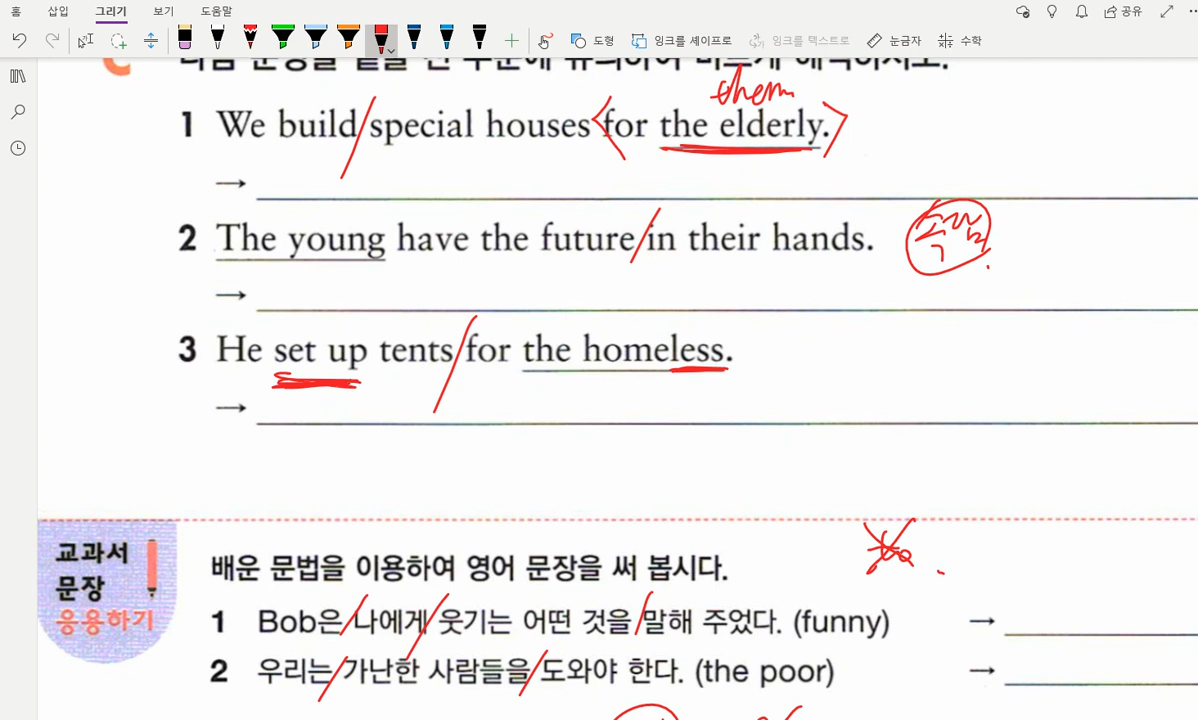 홈 삽입 그리기 보기 도움말 공유
도형 잉크를 셰이프로 잉크를 텍스트로 눈금자 수학
them
1 We build/special houses <for the elderly.>
→
2 The young have the future/in their hands.
→
3 He set up tents/for the homeless.
→
교과서
문장
응용하기
배운 문법을 이용하여 영어 문장을 써 봅시다.
1 Bob은/나에게/웃기는 어떤 것을/말해 주었다. (funny) →
2 우리는/가난한 사람들을/도와야 한다. (the poor) →